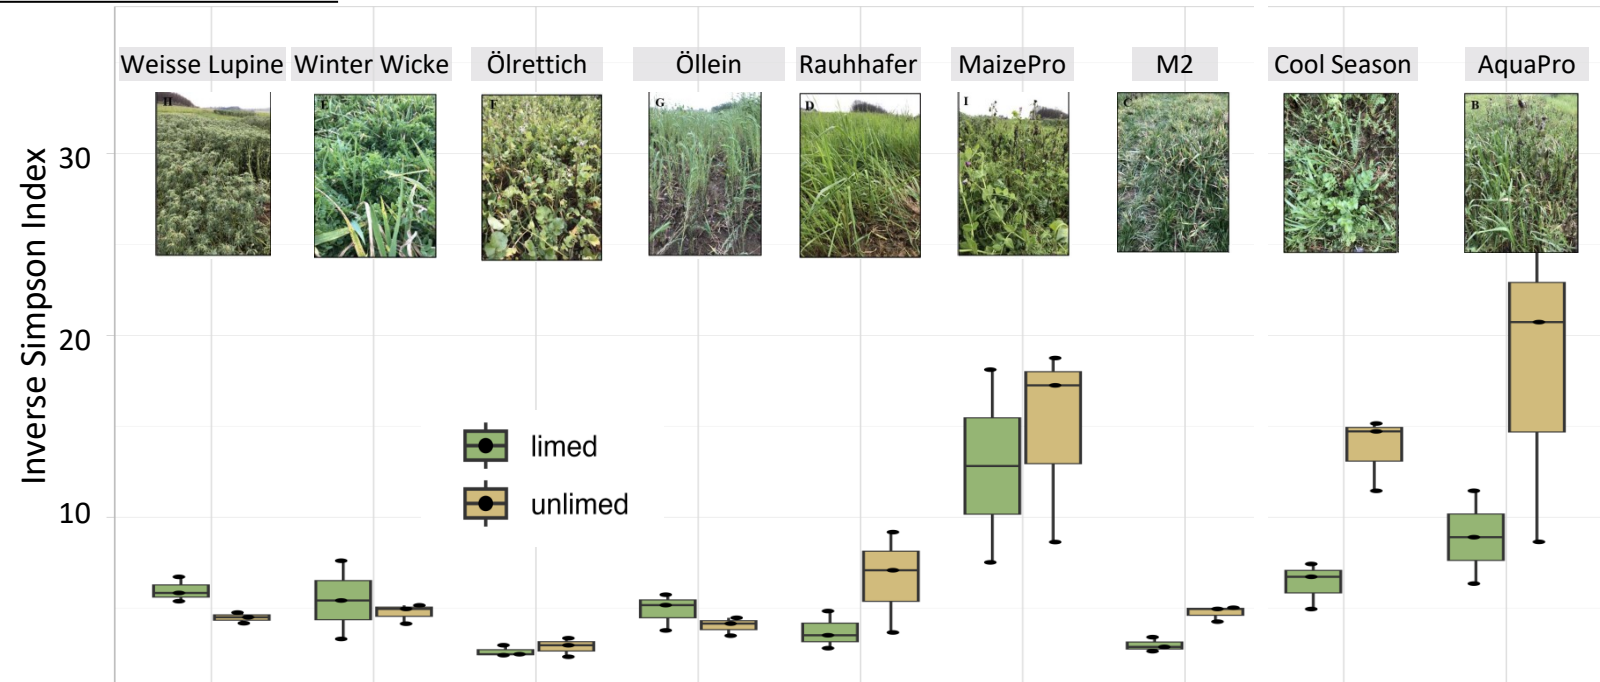 Weisse Lupine Winter Wicke Ölrettich Öllein Rauhhafer MaizePro M2 Cool Season AquaPro
H E F G D I C B
Inverse Simpson Index
30
20
10
limed
unlimed